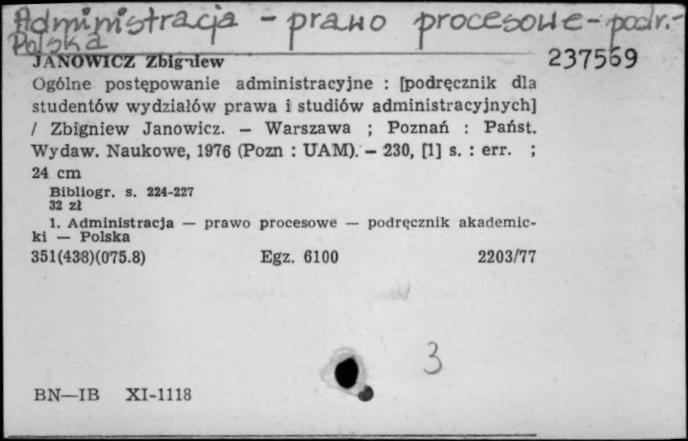 Administracja - prawo procesowe - podr. -
Polska
JANOWICZ Zbigniew 237569
Ogólne postępowanie administracyjne : [podręcznik dla
studentów wydziałów prawa i studiów administracyjnych]
/ Zbigniew Janowicz. — Warszawa ; Poznań : Państ.
Wydaw. Naukowe, 1976 (Pozn : UAM). — 230, [1] s. : err. ;
24 cm
Bibliogr. s. 224-227
32 zł
1. Administracja — prawo procesowe — podręcznik akademic-
ki — Polska
351(438)(075.8) Egz. 6100 2203/77
3
BN—IB XI-1118